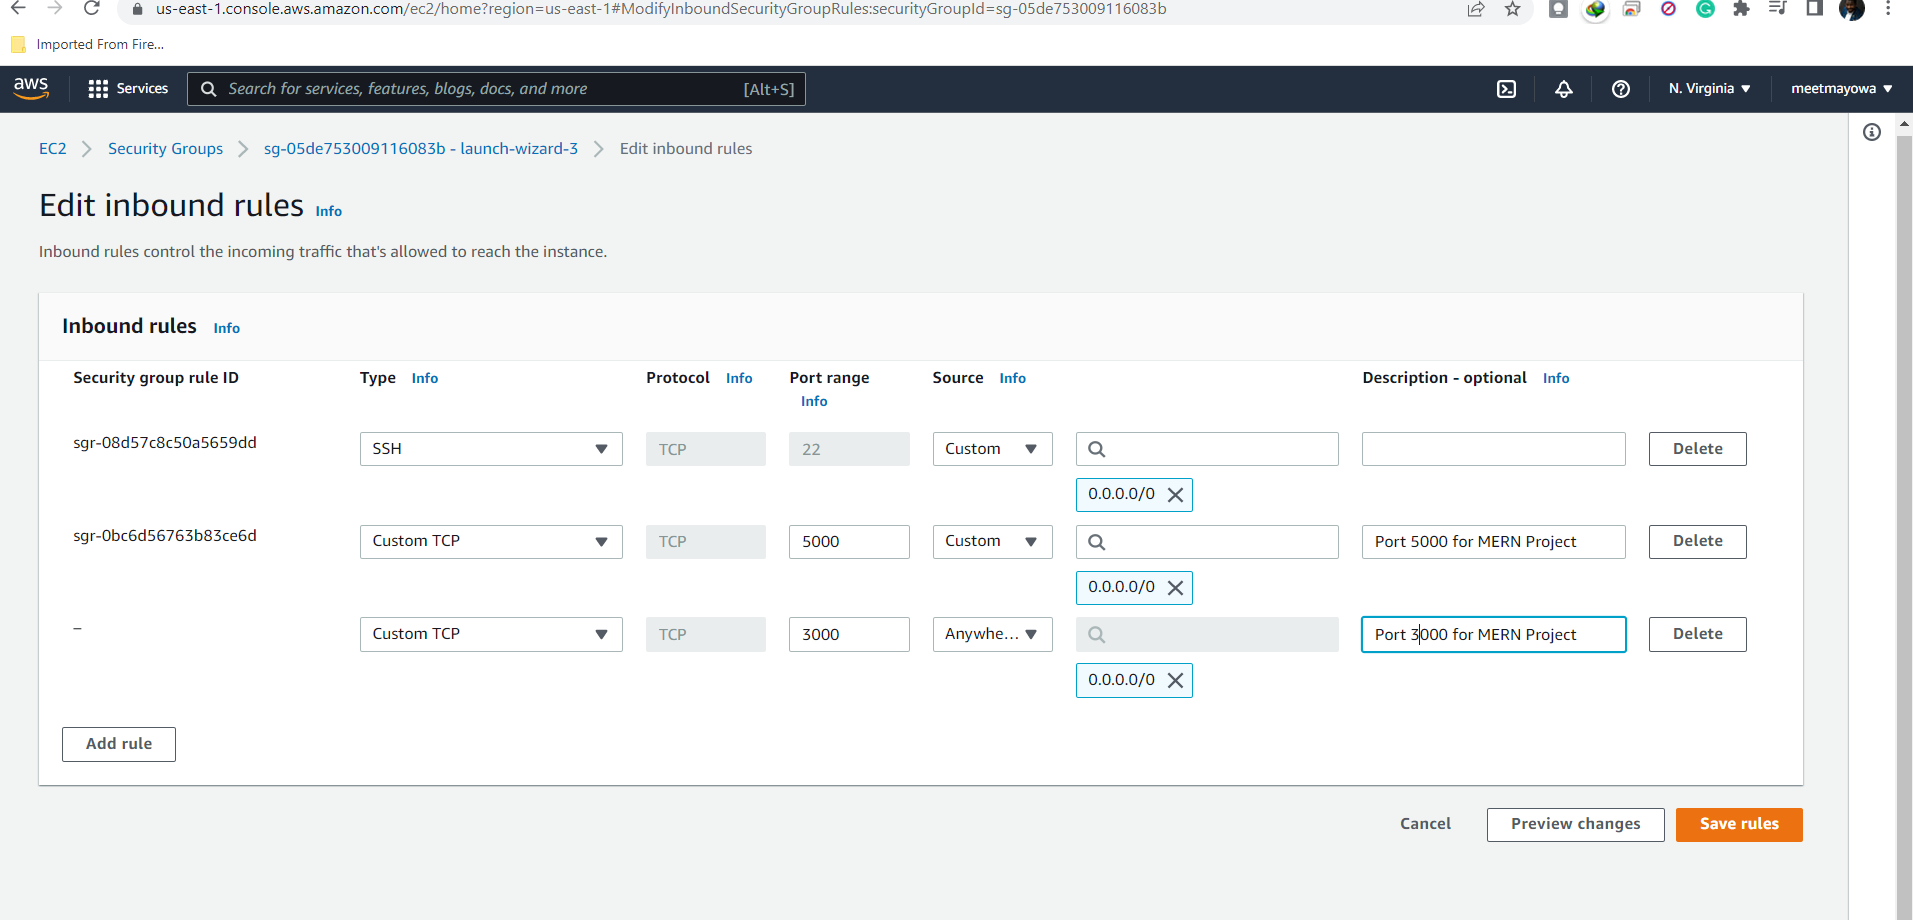 us-east-1.console.aws.amazon.com/ec2/home?region=us-east-1#ModifyInboundSecurityGroupRules:securityGroupId=sg-05de753009116083b
Imported From Fire...
aws Services Search for services, features, blogs, docs, and more [Alt+S] N. Virginia meetmayowa
EC2 Security Groups sg-05de753009116083b - launch-wizard-3 Edit inbound rules
Edit inbound rules Info
Inbound rules control the incoming traffic that's allowed to reach the instance.
Inbound rules Info
Security group rule ID Type Info Protocol Info Port range Source Info Description - optional Info
Info
sgr-08d57c8c50a5659dd SSH TCP 22 Custom Delete
0.0.0.0/0
sgr-0bc6d56763b83ce6d Custom TCP TCP 5000 Custom Port 5000 for MERN Project Delete
0.0.0.0/0
– Custom TCP TCP 3000 Anywhe... Port 3000 for MERN Project Delete
0.0.0.0/0
Add rule
Cancel Preview changes Save rules